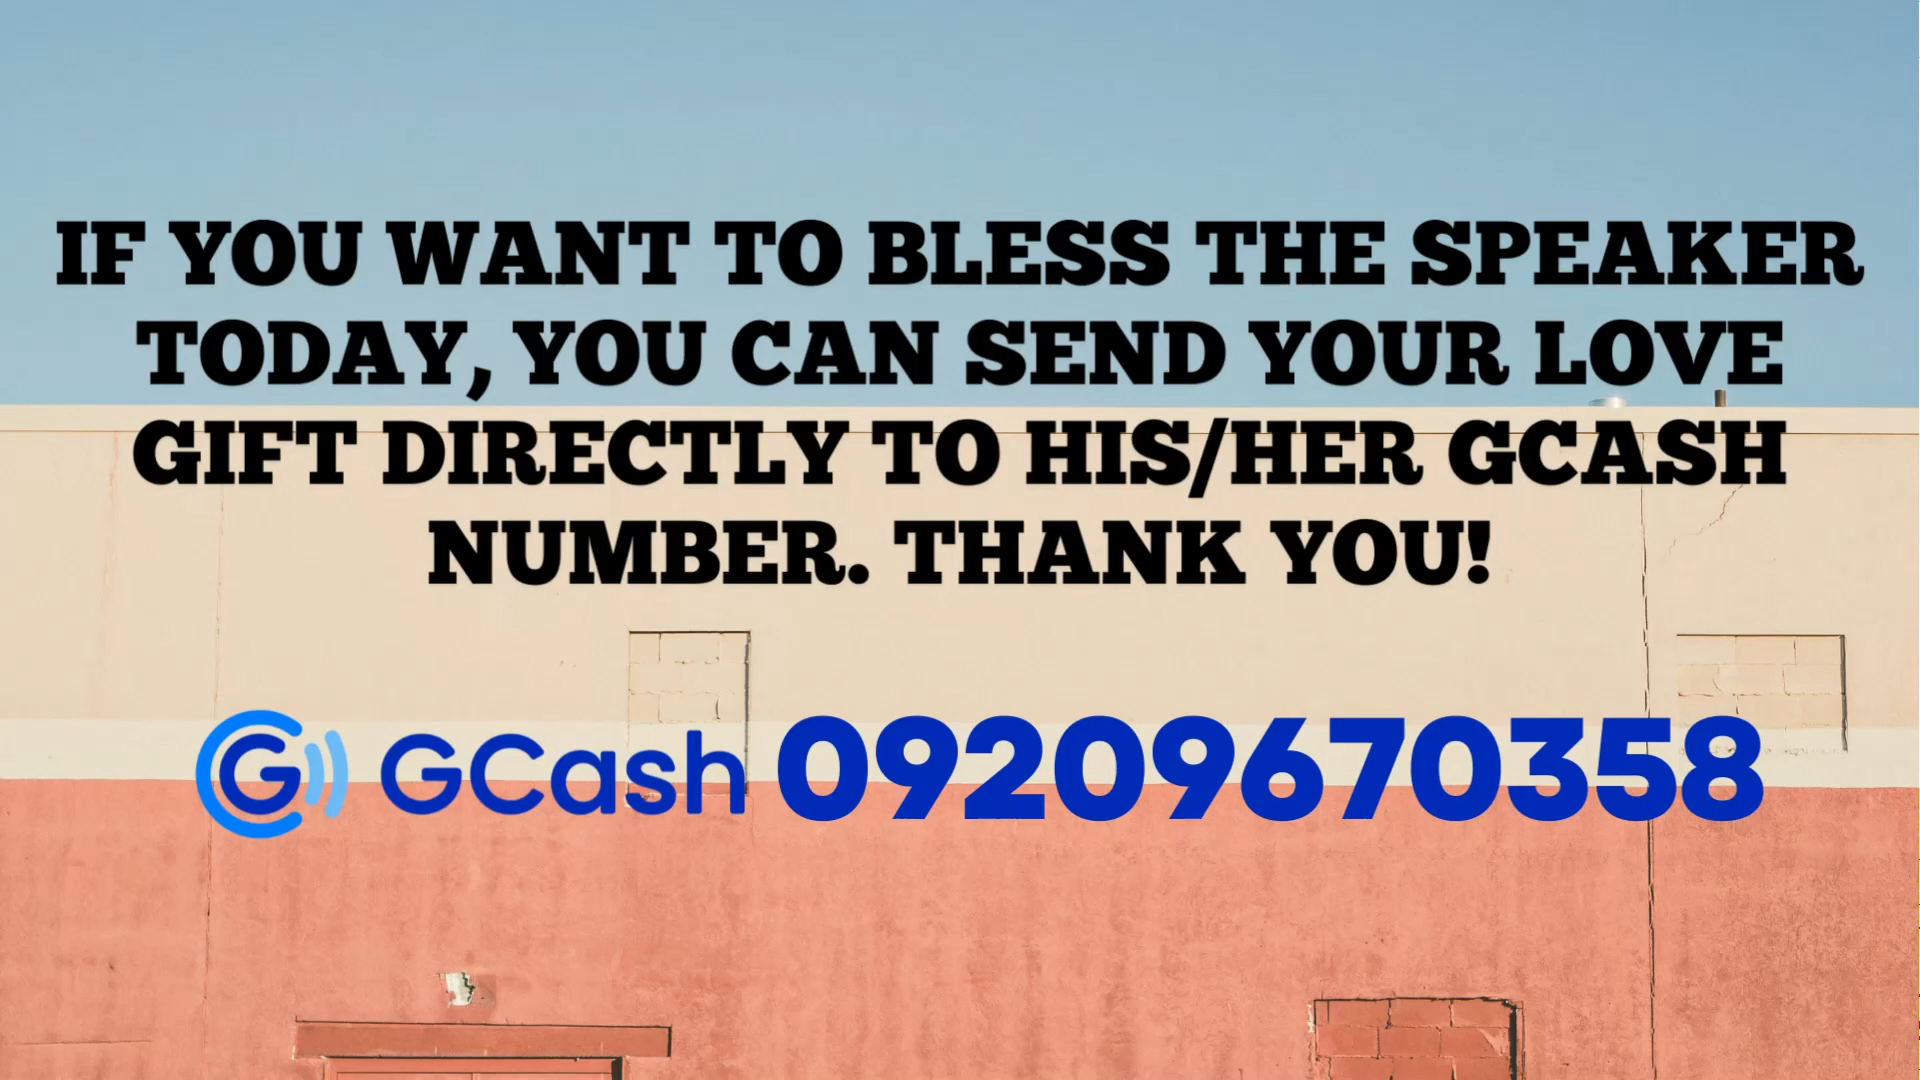 IF YOU WANT TO BLESS THE SPEAKER
TODAY, YOU CAN SEND YOUR LOVE
GIFT DIRECTLY TO HIS/HER GCASH
NUMBER. THANK YOU!
G GCash 09209670358